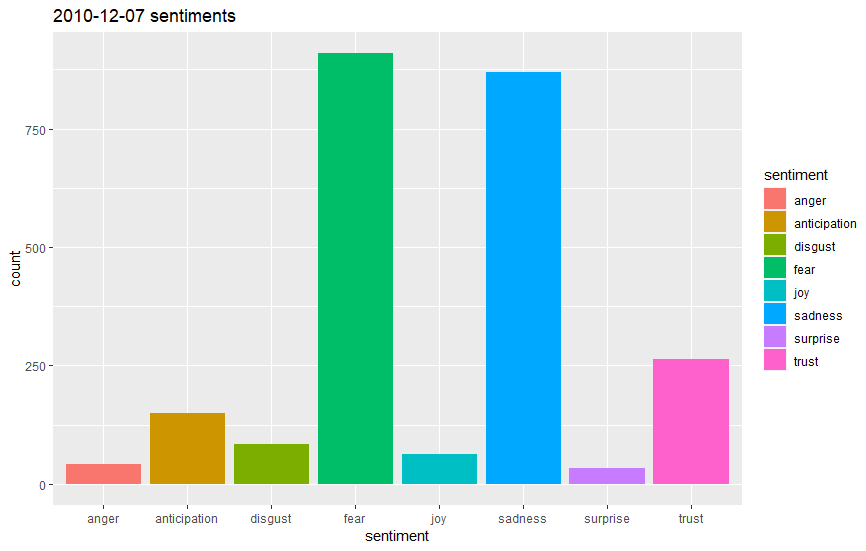 2010-12-07 sentiments
count
750
500
250
0
anger anticipation disgust fear joy sadness surprise trust
sentiment
sentiment
anger
anticipation
disgust
fear
joy
sadness
surprise
trust